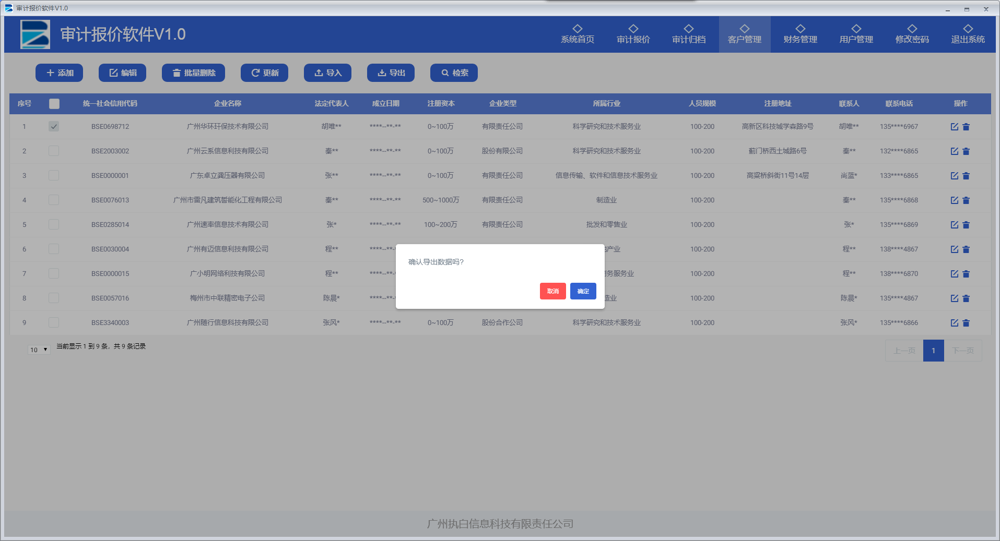 审计报价软件V1.0
审计报价软件V1.0
系统首页 审计报价 审计归档 客户管理 财务管理 用户管理 修改密码 退出系统
添加 编辑 批量删除 更新 导入 导出 检索
序号 统一社会信用代码 企业名称 法定代表人 成立日期 注册资本 企业类型 所属行业 人员规模 注册地址 联系人 联系电话 操作
1 BSE0698712 广州华环玕保技术有限公司 胡唯** ****-**-** 0~100万 有限责任公司 科学研究和技术服务业 100-200 高新区科技城学森路9号 胡唯** 135****6967
2 BSE2003002 广州云系信息利技有限公司 秦** ****-**-** 0~100万 股份有限公司 科学研究和技术服务业 100-200 蓟门桥西土城路6号 秦** 132****6865
3 BSE0000001 广东卓立龚压器有限公司 张** ****-**-** 0~100万 有限责任公司 信息传输、软件和信息技术服务业 100-200 高粱桥斜街11号14层 尚蓝* 133****6865
4 BSE0076013 广州市雷凡建筑誓能化工程有限公司 秦** ****-**-** 500~1000万 有限责任公司 制造业 100-200 秦** 135****6868
5 BSE0285014 广州速率信息技术有限公司 张* ****-**-** 100~200万 有限责任公司 批发和零售业 100-200 张* 135****6869
6 BSE0030004 广州有迈信息利技有限公司 程** ****-**- 产业 100-200 程** 138****4867
7 BSE0000015 广小明网络利技有限公司 程** ****-**- 务服务业 100-200 程** 138****6870
8 BSE0057016 梅州市中联精密电子公司 陈晨* ****-**- 造业 100-200 陈晨* 135****4867
9 BSE3340003 广州随行信息科技有限公司 张风* ****-**-** 0~100万 股份合作公司 科学研究和技术服务业 100-200 张风* 135****6866
确认导出数据吗?
取消 确定
10 当前显示 1 到 9 条，共 9 条记录 上一页 1 下一页
广州执白信息科技有限责任公司